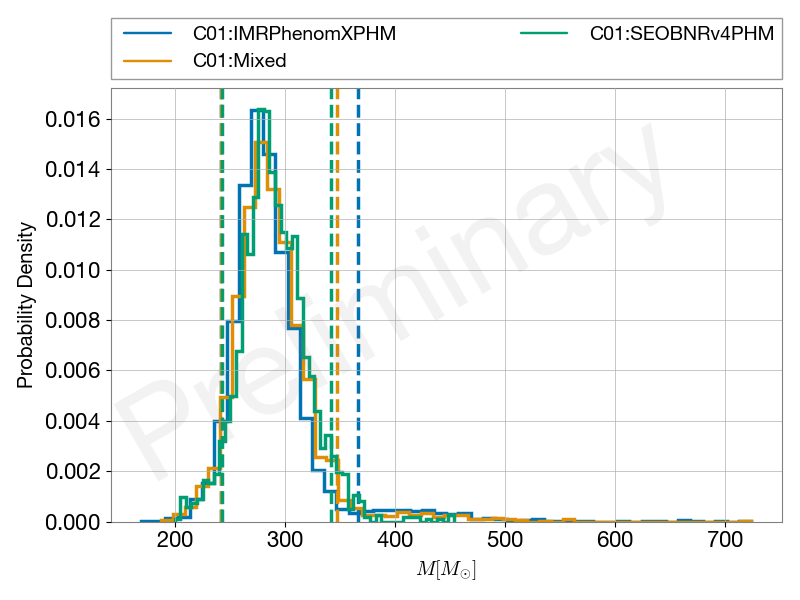 C01:IMRPhenomXPHM
C01:Mixed
C01:SEOBNRv4PHM
0.016
0.014
0.012
0.010
0.008
0.006
0.004
0.002
0.000
Probability Density
Preliminary
200 300 400 500 600 700
M[M☉]